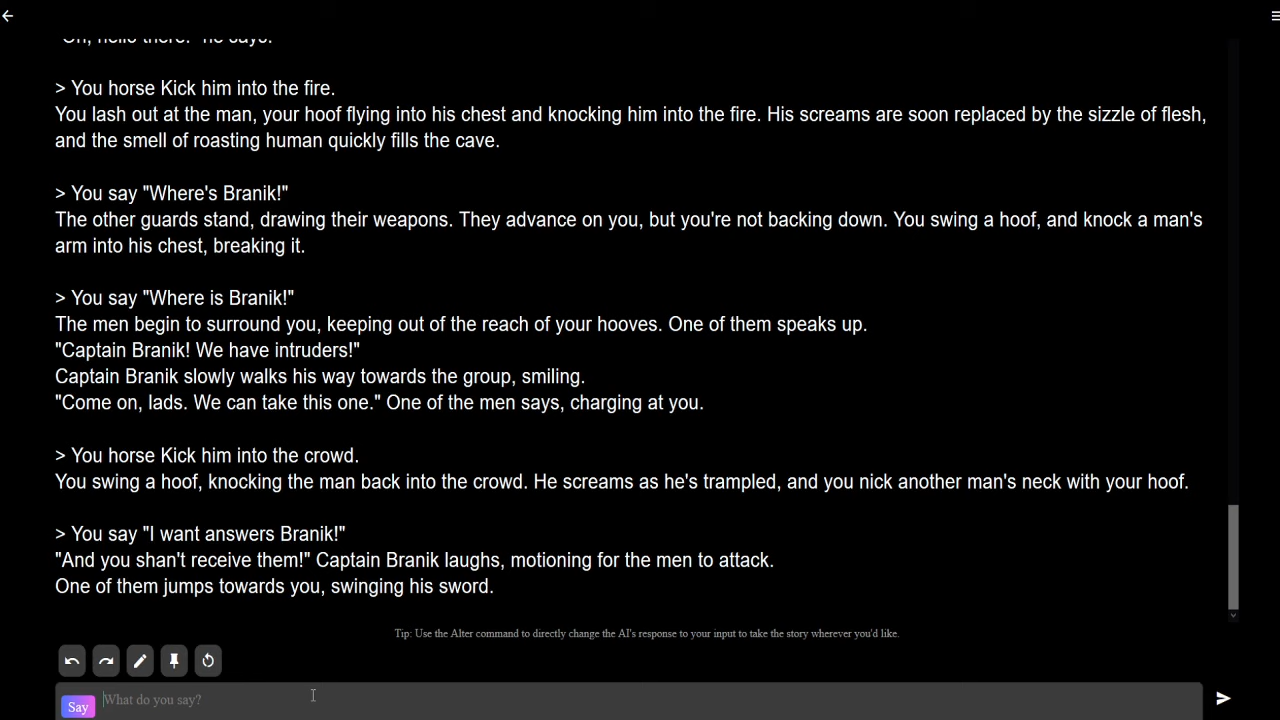 "Oh, hello there." he says.
> You horse Kick him into the fire.
You lash out at the man, your hoof flying into his chest and knocking him into the fire. His screams are soon replaced by the sizzle of flesh,
and the smell of roasting human quickly fills the cave.
> You say "Where's Branik!"
The other guards stand, drawing their weapons. They advance on you, but you're not backing down. You swing a hoof, and knock a man's
arm into his chest, breaking it.
> You say "Where is Branik!"
The men begin to surround you, keeping out of the reach of your hooves. One of them speaks up.
"Captain Branik! We have intruders!"
Captain Branik slowly walks his way towards the group, smiling.
"Come on, lads. We can take this one." One of the men says, charging at you.
> You horse Kick him into the crowd.
You swing a hoof, knocking the man back into the crowd. He screams as he's trampled, and you nick another man's neck with your hoof.
> You say "I want answers Branik!"
"And you shan't receive them!" Captain Branik laughs, motioning for the men to attack.
One of them jumps towards you, swinging his sword.
Tip: Use the Alter command to directly change the AI's response to your input to take the story wherever you'd like.
Say What do you say?